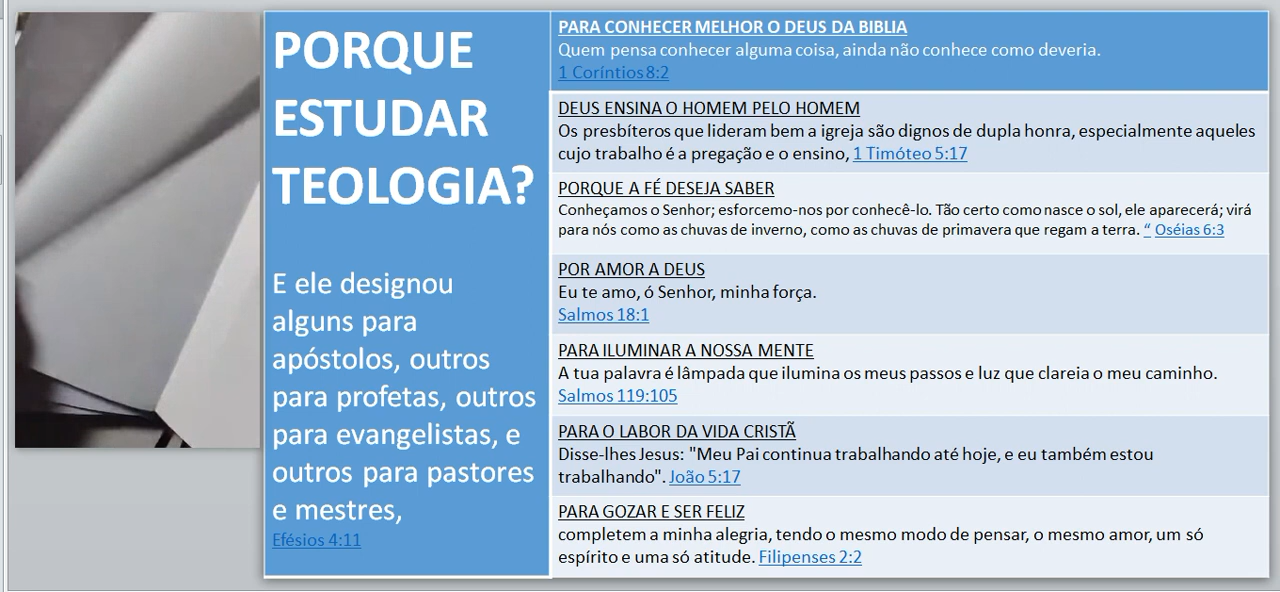 PORQUE
ESTUDAR
TEOLOGIA?
E ele designou
alguns para
apóstolos, outros
para profetas, outros
para evangelistas, e
outros para pastores
e mestres,
Efésios 4:11
PARA CONHECER MELHOR O DEUS DA BIBLIA
Quem pensa conhecer alguma coisa, ainda não conhece como deveria.
1 Coríntios 8:2
DEUS ENSINA O HOMEM PELO HOMEM
Os presbíteros que lideram bem a igreja são dignos de dupla honra, especialmente aqueles
cujo trabalho é a pregação e o ensino, 1 Timóteo 5:17
PORQUE A FÉ DESEJA SABER
Conheçamos o Senhor; esforcemo-nos por conhecê-lo. Tão certo como nasce o sol, ele aparecerá; virá
para nós como as chuvas de inverno, como as chuvas de primavera que regam a terra. “ Oséias 6:3
POR AMOR A DEUS
Eu te amo, ó Senhor, minha força.
Salmos 18:1
PARA ILUMINAR A NOSSA MENTE
A tua palavra é lâmpada que ilumina os meus passos e luz que clareia o meu caminho.
Salmos 119:105
PARA O LABOR DA VIDA CRISTÃ
Disse-lhes Jesus: "Meu Pai continua trabalhando até hoje, e eu também estou
trabalhando". João 5:17
PARA GOZAR E SER FELIZ
completem a minha alegria, tendo o mesmo modo de pensar, o mesmo amor, um só
espírito e uma só atitude. Filipenses 2:2